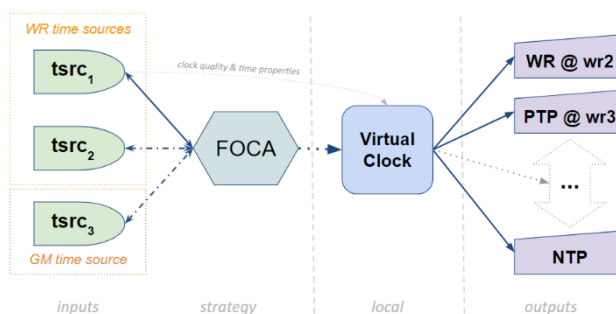 WR time sources
tsrc1
clock quality & time properties
WR @ wr2
PTP @ wr3
tsrc2
FOCA
Virtual
Clock
...
tsrc3
GM time source
NTP
inputs
strategy
local
outputs